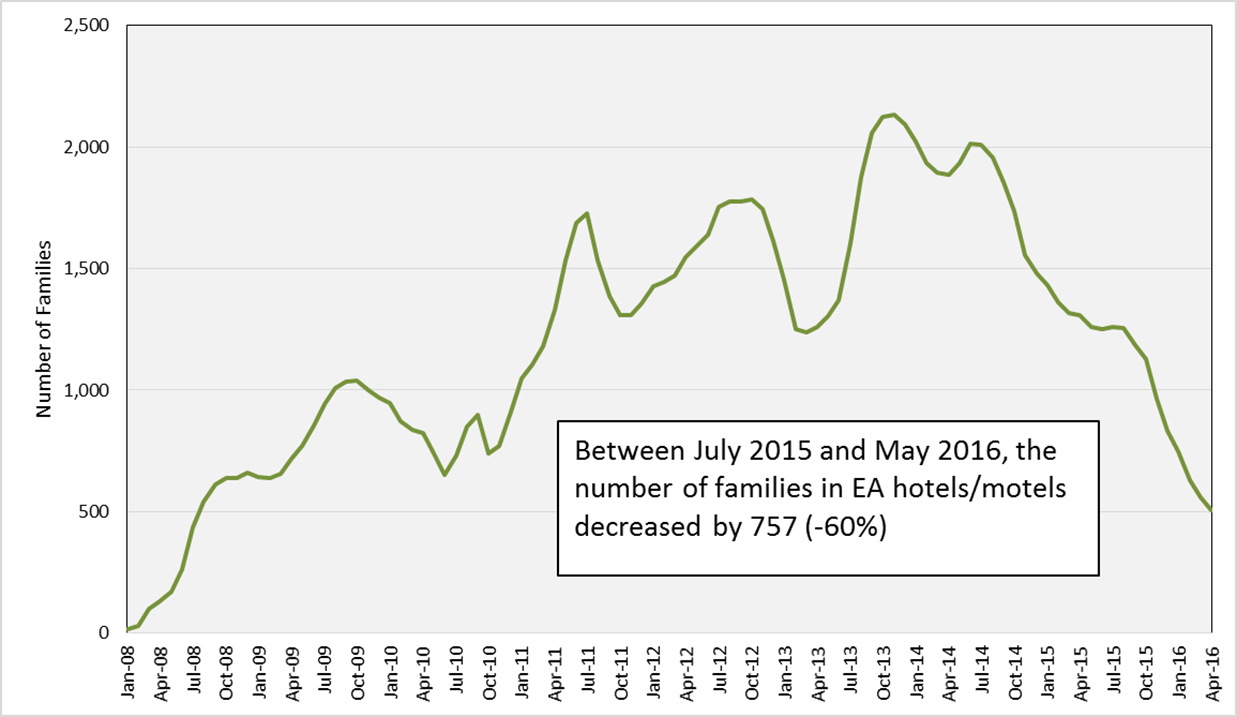 2,500
2,000
1,500
1,000
500
0
Number of Families
Between July 2015 and May 2016, the
number of families in EA hotels/motels
decreased by 757 (-60%)
Jan-08
Apr-08
Jul-08
Oct-08
Jan-09
Apr-09
Jul-09
Oct-09
Jan-10
Apr-10
Jul-10
Oct-10
Jan-11
Apr-11
Jul-11
Oct-11
Jan-12
Apr-12
Jul-12
Oct-12
Jan-13
Apr-13
Jul-13
Oct-13
Jan-14
Apr-14
Jul-14
Oct-14
Jan-15
Apr-15
Jul-15
Oct-15
Jan-16
Apr-16